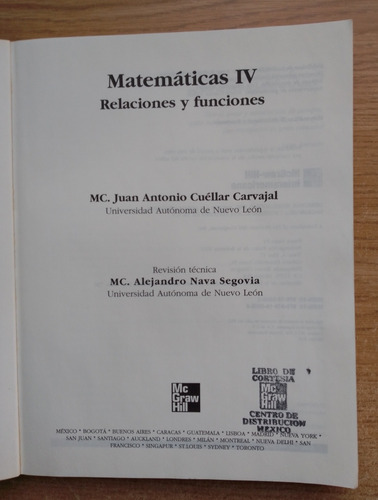 Matemáticas IV
Relaciones y funciones
MC. Juan Antonio Cuéllar Carvajal
Universidad Autónoma de Nuevo León
Revisión técnica
MC. Alejandro Nava Segovia
Universidad Autónoma de Nuevo León
LIBRO DE
CORTESIA
Mc
Graw
Hill
Mc
Graw
Hill
CENTRO DE
DISTRIBUCION
MEXICO
MÉXICO * BOGOTÁ * BUENOS AIRES * CARACAS * GUATEMALA * LISBOA * MADRID * NUEVA YORK *
SAN JUAN * SANTIAGO * AUCKLAND * LONDRES * MILÁN * MONTREAL * NUEVA DELHI * SAN
FRANCISCO * SINGAPUR * ST.LOUIS * SYDNEY * TORONTO